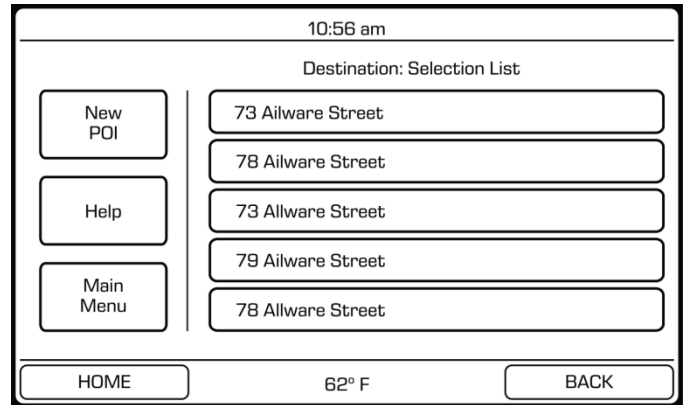 10:56 am
Destination: Selection List
New
POI
Help
Main
Menu
73 Ailware Street
78 Ailware Street
73 Allware Street
79 Ailware Street
78 Allware Street
HOME
62º F
BACK